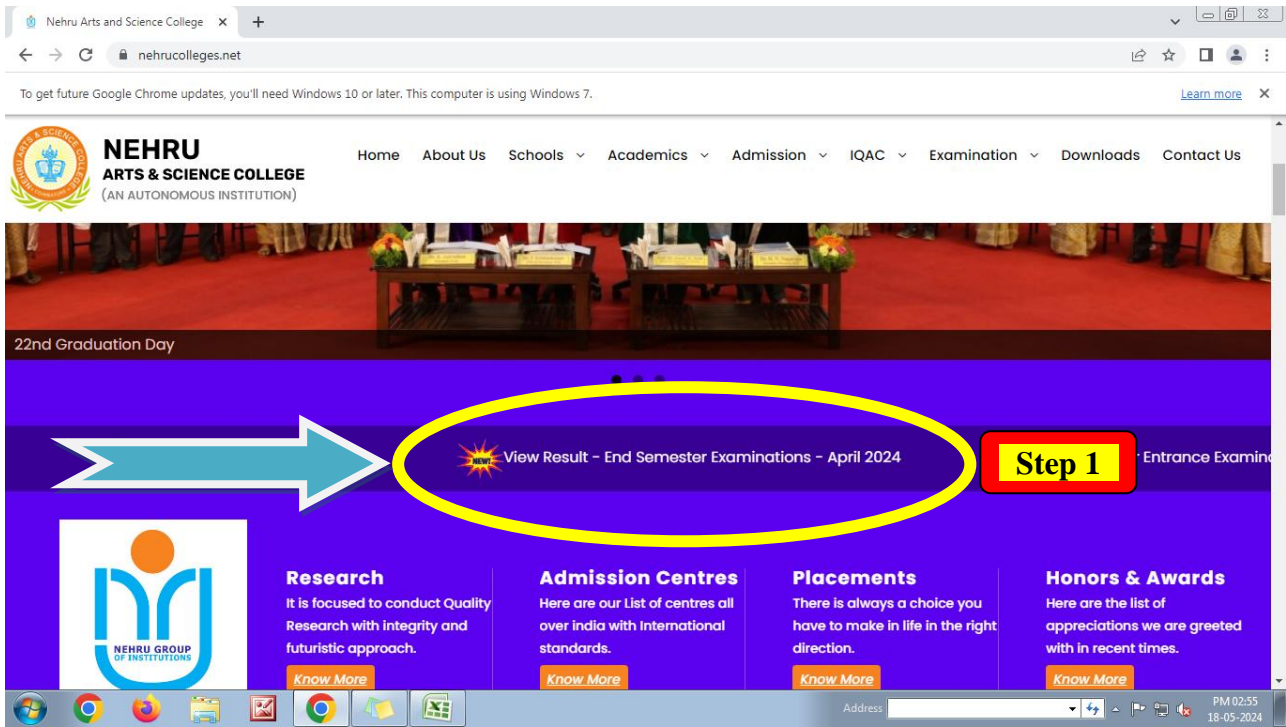 Nehru Arts and Science College
nehrucolleges.net
To get future Google Chrome updates, you'll need Windows 10 or later. This computer is using Windows 7.
Learn more
NEHRU
ARTS & SCIENCE COLLEGE
(AN AUTONOMOUS INSTITUTION)
Home About Us Schools Academics Admission IQAC Examination Downloads Contact Us
22nd Graduation Day
NEW! View Result - End Semester Examinations - April 2024
Step 1
Entrance Examin
NEHRU GROUP
OF INSTITUTIONS
Research
It is focused to conduct Quality
Research with integrity and
futuristic approach.
Know More
Admission Centres
Here are our List of centres all
over india with International
standards.
Know More
Placements
There is always a choice you
have to make in life in the right
direction.
Know More
Honors & Awards
Here are the list of
appreciations we are greeted
with in recent times.
Know More
Address
PM 02:55
18-05-2024